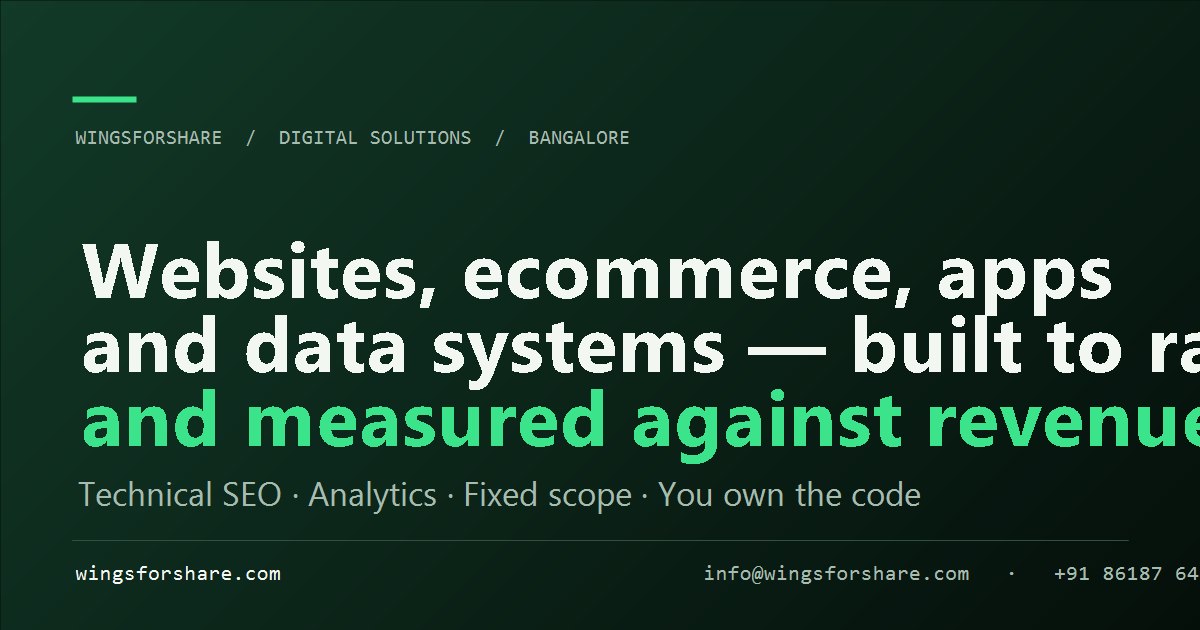 WINGSFORSHARE / DIGITAL SOLUTIONS / BANGALORE
Websites, ecommerce, apps
and data systems — built to ra
and measured against revenue
Technical SEO · Analytics · Fixed scope · You own the code
wingsforshare.com
info@wingsforshare.com · +91 86187 64